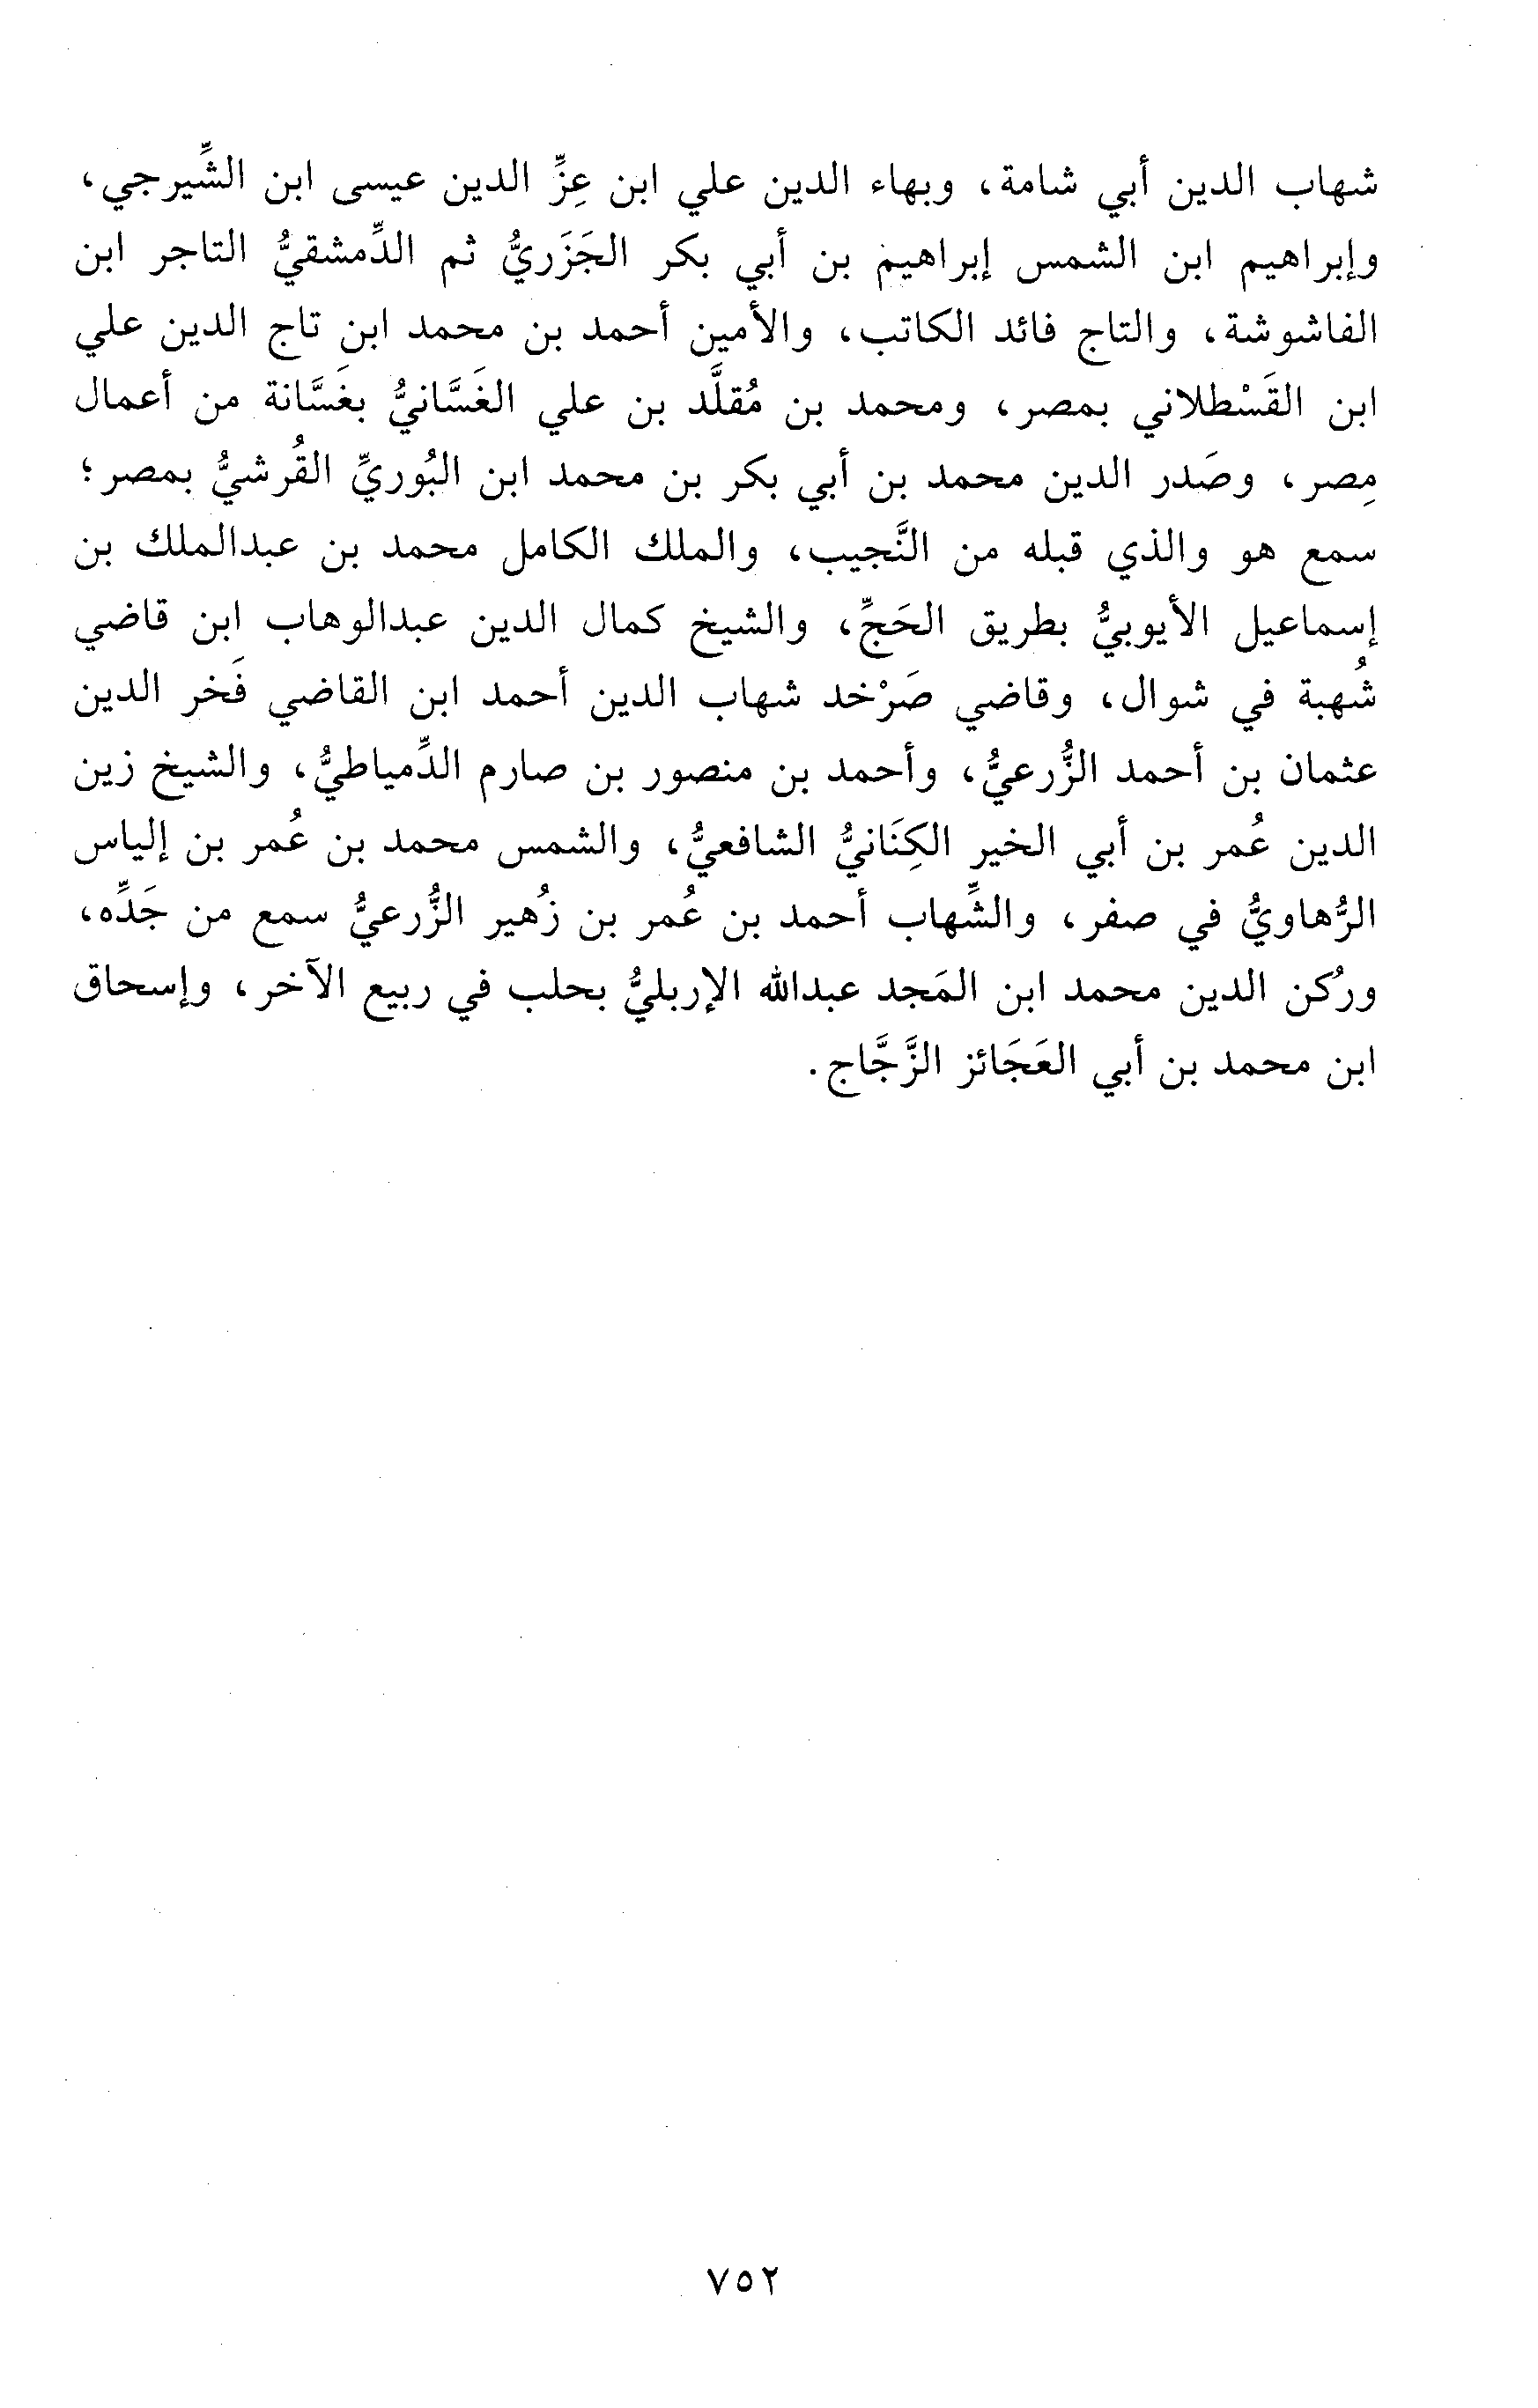 شهاب الدين أبي شامة، وبهاء الدين علي ابن عِزِّ الدين عيسى ابن الشِّيرجي،
وإبراهيم ابن الشمس إبراهيم بن أبي بكر الجَزَريُّ ثم الدِّمشقيُّ التاجر ابن
الفاشوشة، والتاج فائد الكاتب، والأمين أحمد بن محمد ابن تاج الدين علي
ابن القَسْطلاني بمصر، ومحمد بن مُقلَّد بن علي الغَسَّانيُّ بغَسَّانة من أعمال
مِصر، وصَدر الدين محمد بن أبي بكر بن محمد ابن البُوريِّ القُرشيُّ بمصر؛
سمع هو والذي قبله من النَّجيب، والملك الكامل محمد بن عبدالملك بن
إسماعيل الأيوبيُّ بطريق الحَجِّ، والشيخ كمال الدين عبدالوهاب ابن قاضي
شُهبة في شوال، وقاضي صَرْخد شهاب الدين أحمد ابن القاضي فَخر الدين
عثمان بن أحمد الزُّرعيُّ، وأحمد بن منصور بن صارم الدِّمياطيُّ، والشيخ زين
الدين عُمر بن أبي الخير الكِنَانيُّ الشافعيُّ، والشمس محمد بن عُمر بن إلياس
الرُّهاويُّ في صفر، والشِّهاب أحمد بن عُمر بن زُهير الزُّرعيُّ سمع من جَدِّه،
ورُكن الدين محمد ابن المَجد عبدالله الإربليُّ بحلب في ربيع الآخر، وإسحاق
ابن محمد بن أبي العَجَائز الزَّجَّاج.
٧٥٢